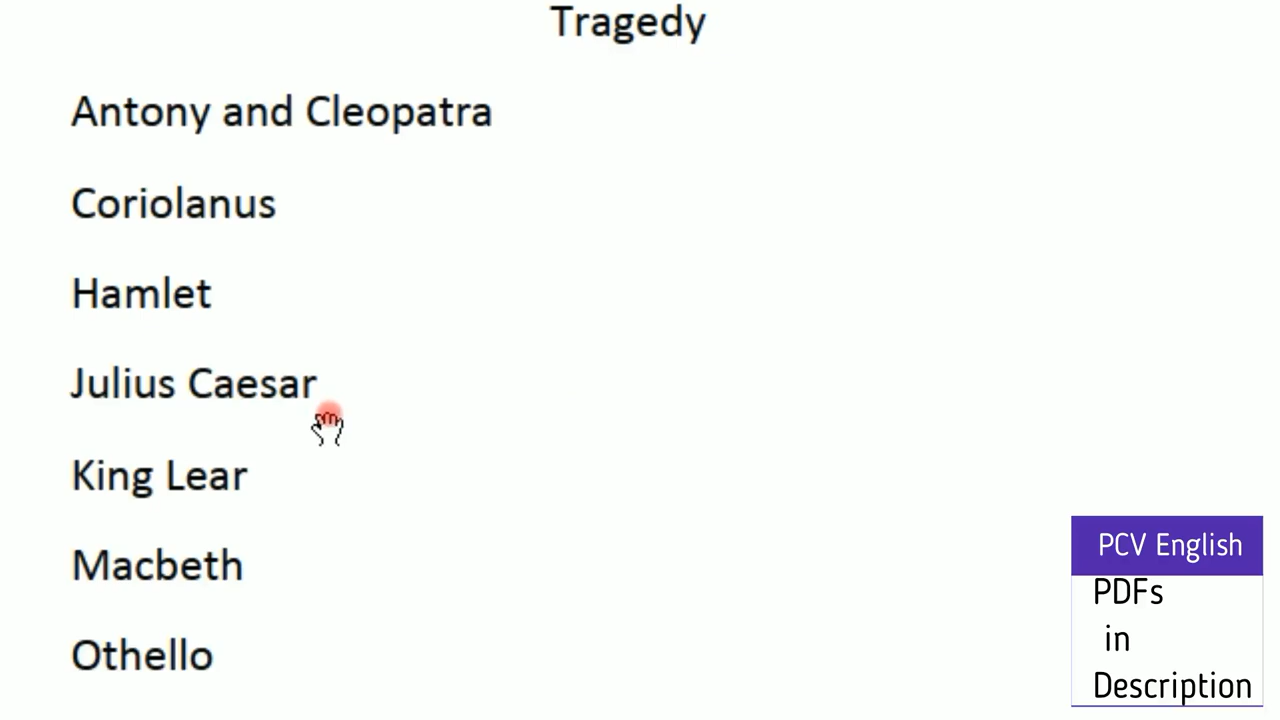 Tragedy
Antony and Cleopatra
Coriolanus
Hamlet
Julius Caesar
King Lear
Macbeth
Othello
PCV English
PDFs
in
Description